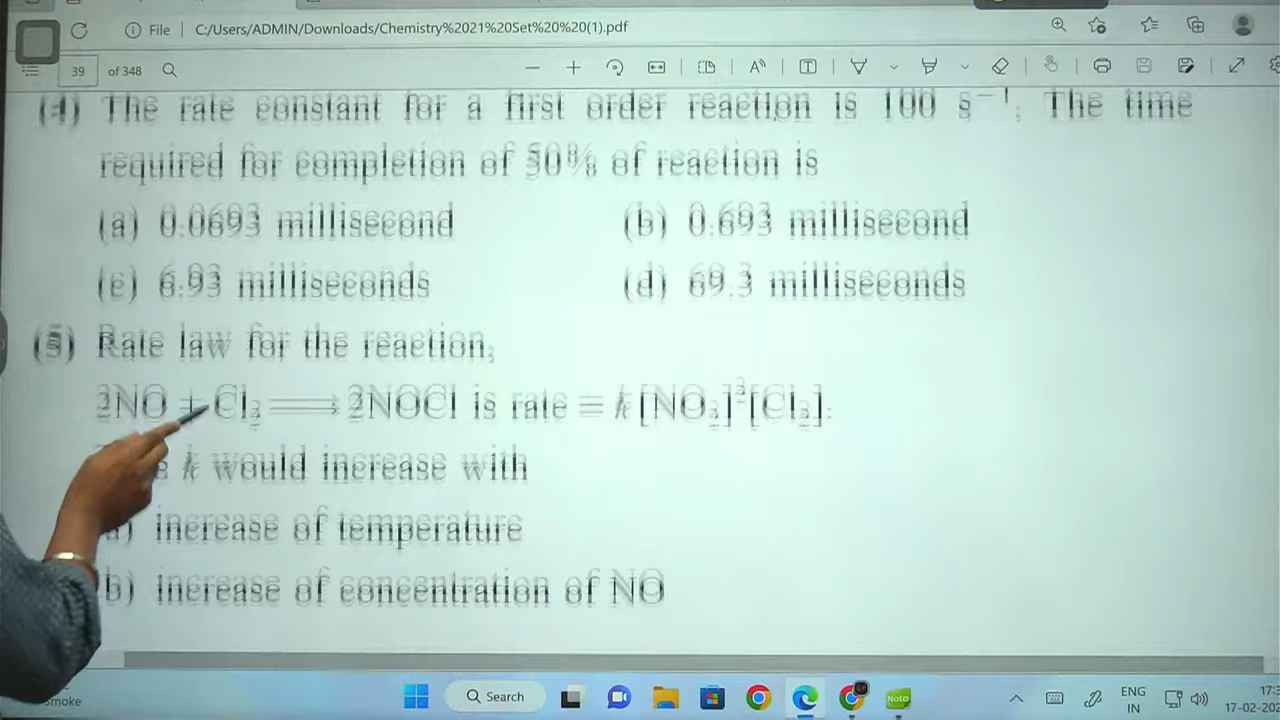 File | C:/Users/ADMIN/Downloads/Chemistry%2021%20Set%20%20(1).pdf
39 of 348
(4) The rate constant for a first order reaction is 100 s⁻¹. The time
required for completion of 50% of reaction is
(a) 0.0693 millisecond (b) 0.693 millisecond
(c) 6.93 milliseconds (d) 69.3 milliseconds
(5) Rate law for the reaction,
2NO + Cl₂ ⟶ 2NOCl is rate = k [NO₂]²[Cl₂].
k would increase with
increase of temperature
b) increase of concentration of NO
Search
Note
ENG
IN